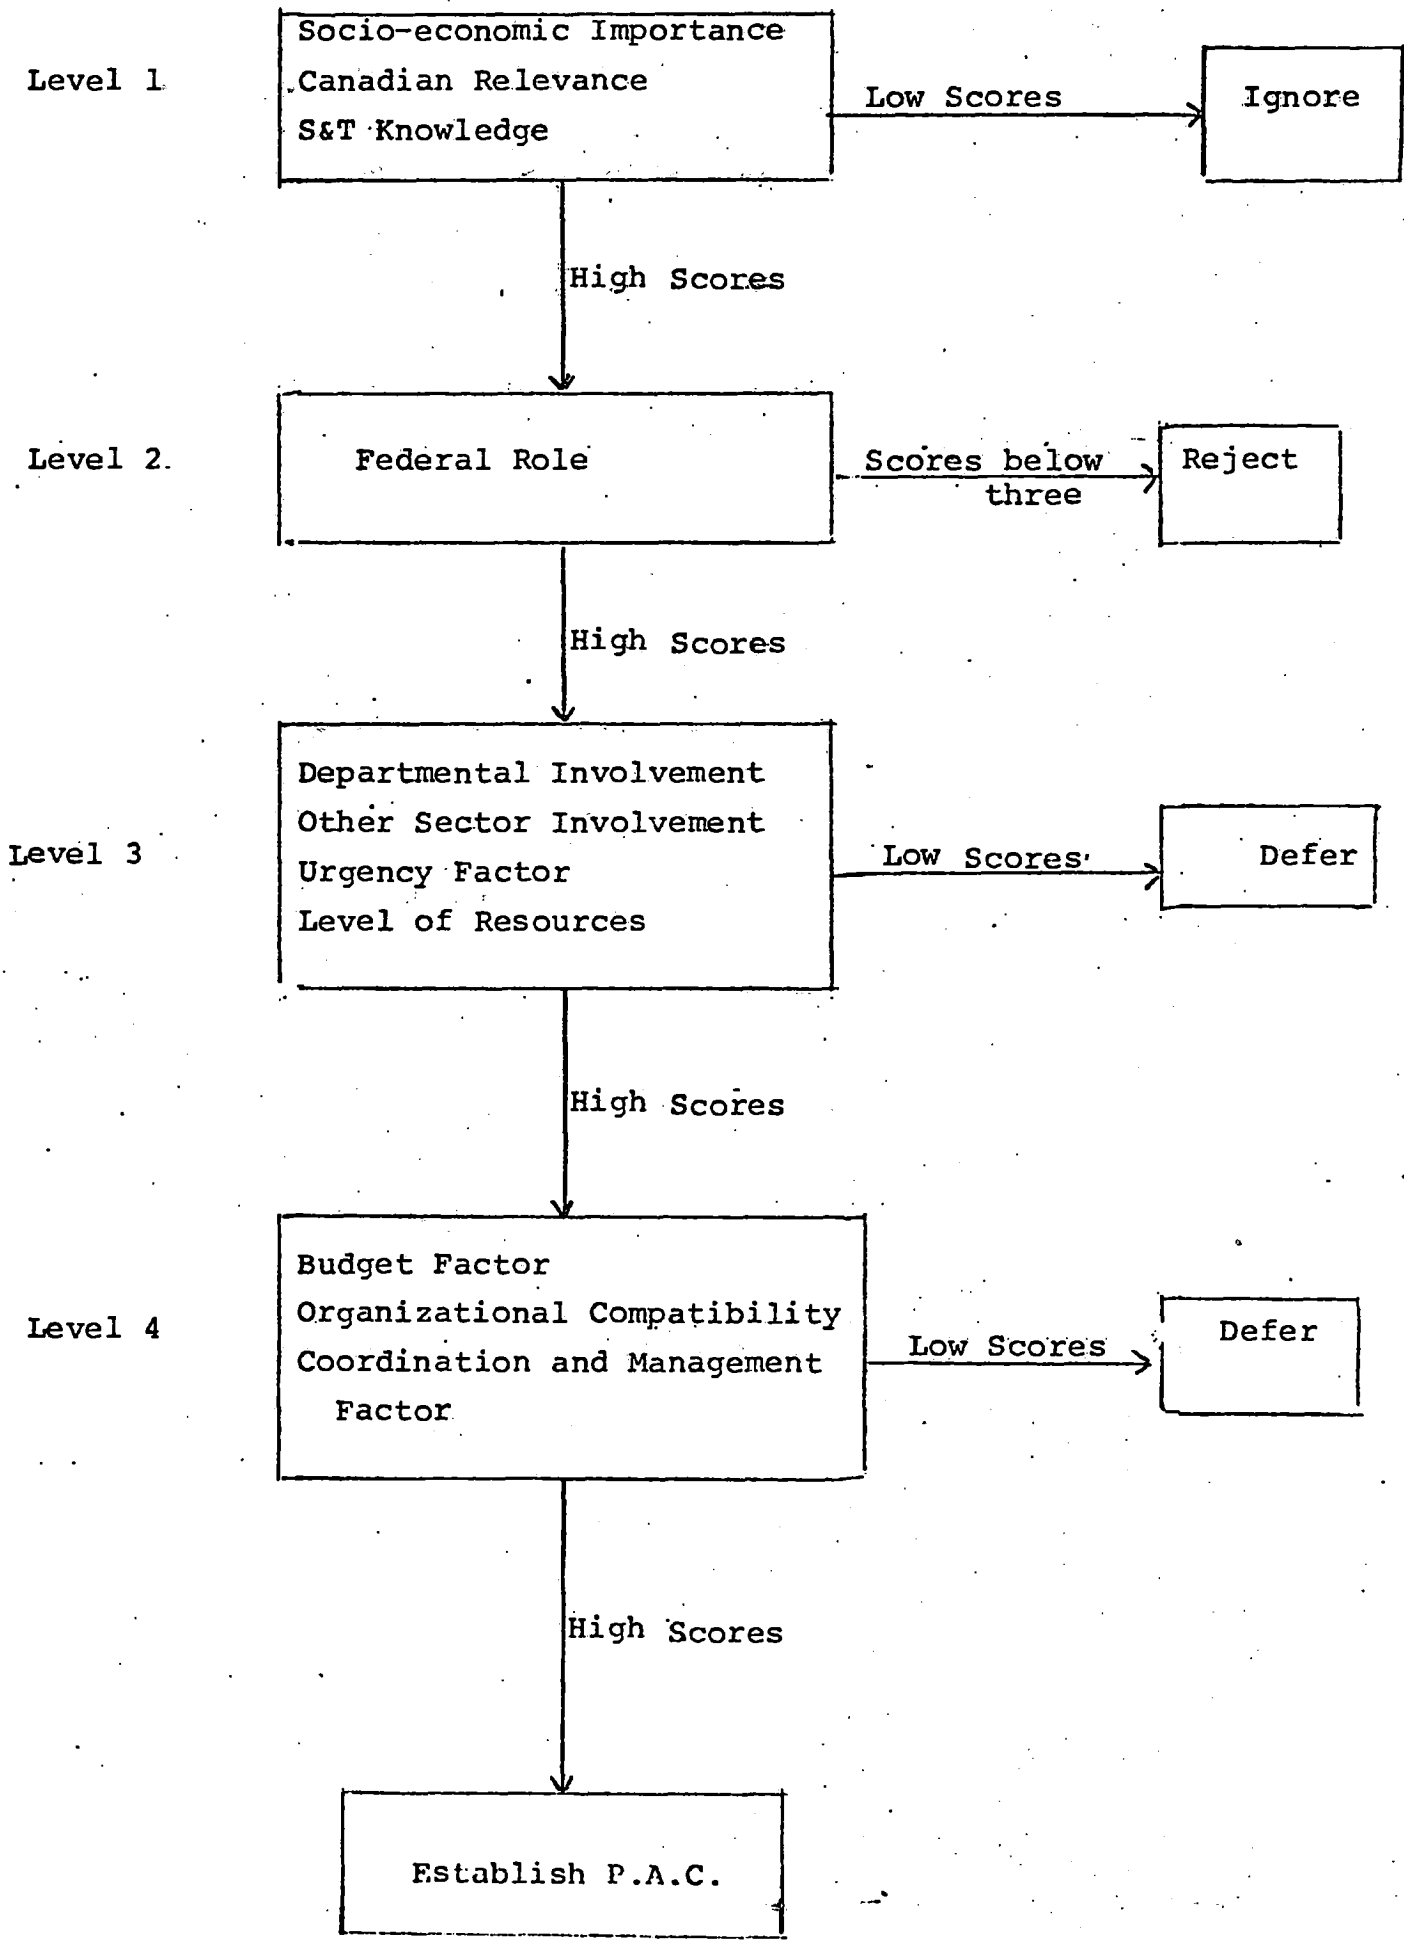 Socio-economic Importance
Level 1 Canadian Relevance
S&T Knowledge
Low Scores
Ignore
High Scores
Level 2. Federal Role
Scores below
three
Reject
High Scores
Departmental Involvement
Other Sector Involvement
Level 3
Urgency Factor
Level of Resources
Low Scores
Defer
High Scores
Budget Factor
Organizational Compatibility
Level 4
Coordination and Management
Factor
Low Scores
Defer
High Scores
Establish P.A.C.